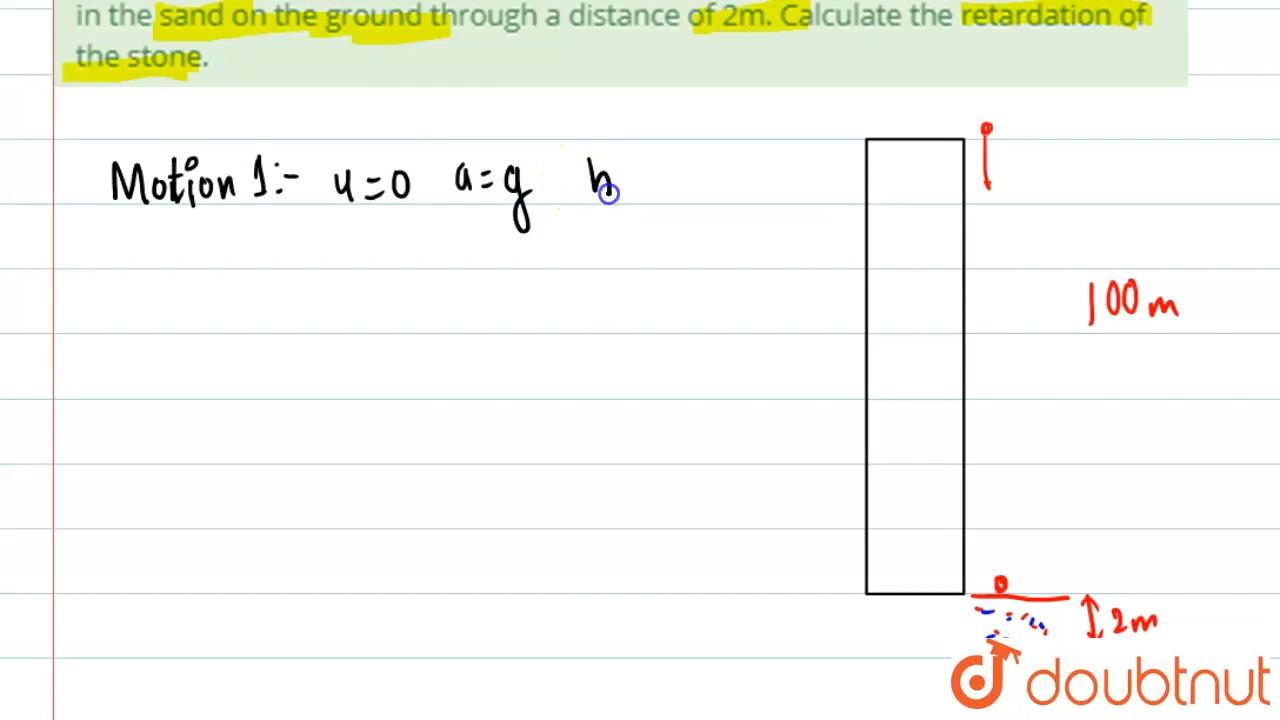 in the sand on the ground through a distance of 2m. Calculate the retardation of
the stone.
Motion 1:- u=0 a=g h
100 m
2m
doubtnut